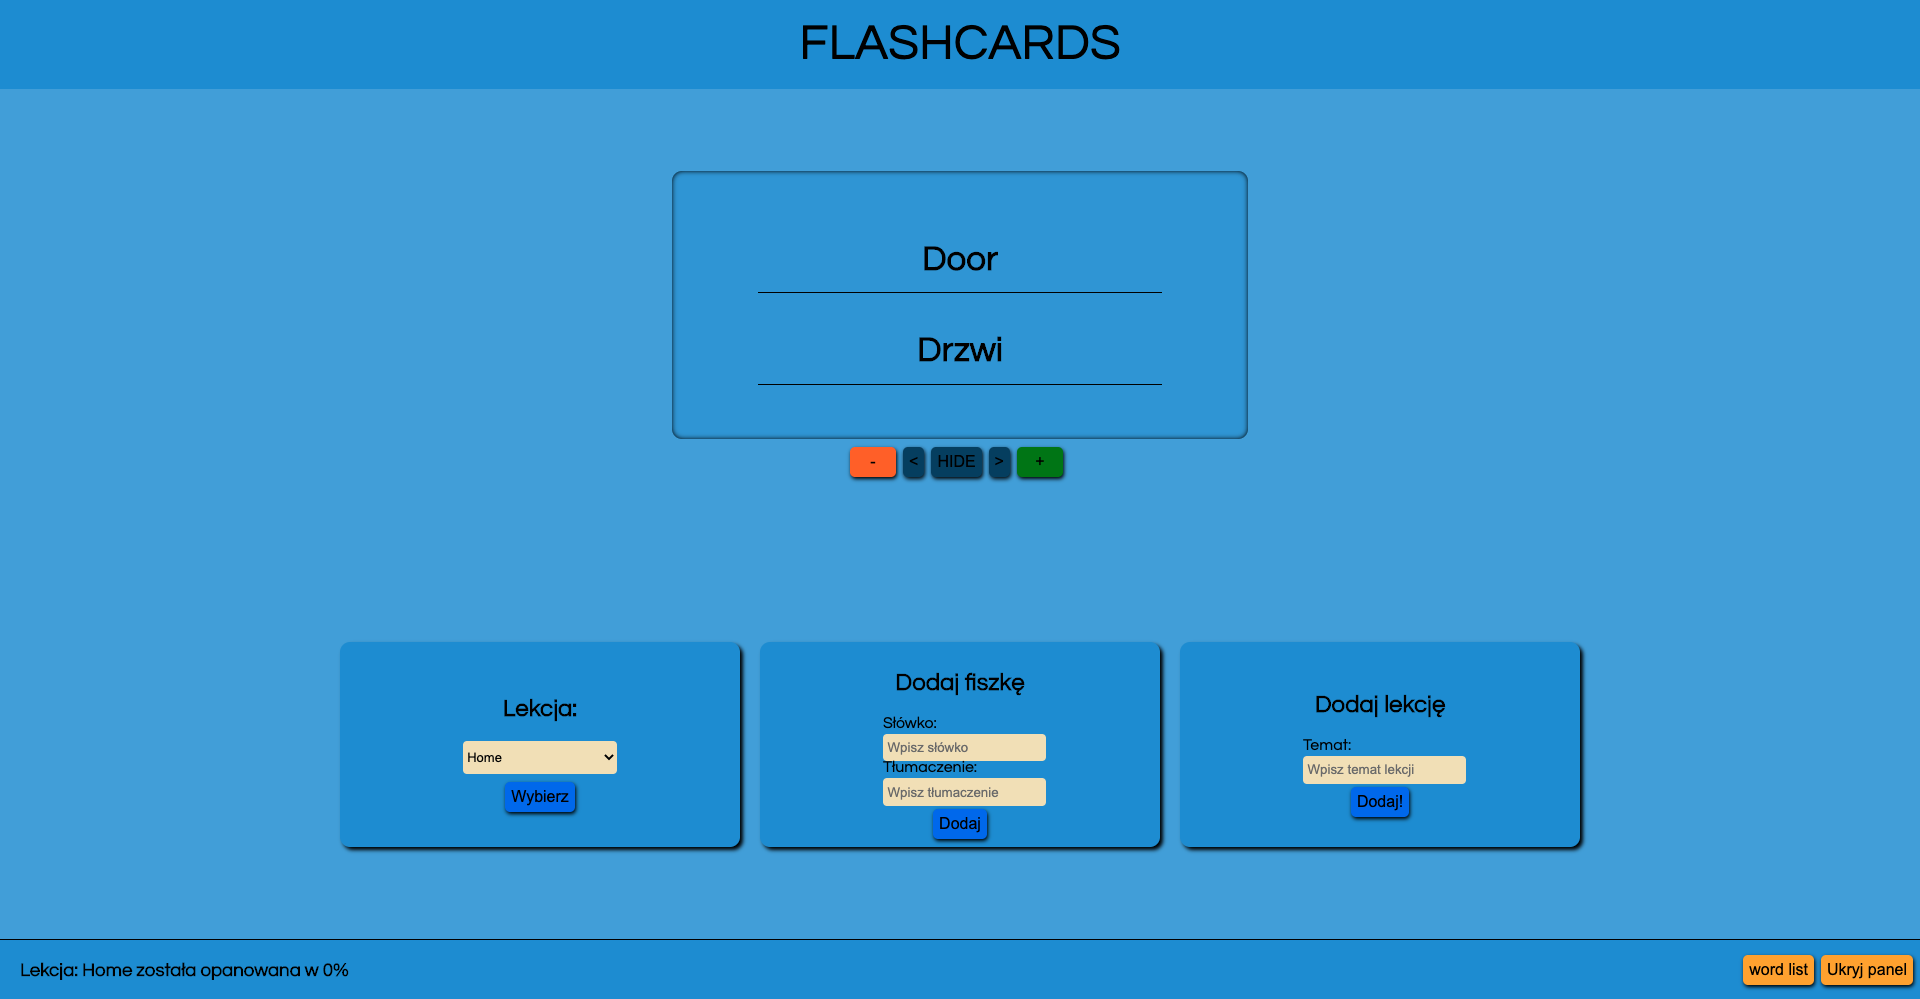 FLASHCARDS
Door
Drzwi
- < HIDE > +
Lekcja:
Home
Wybierz
Dodaj fiszkę
Słówko:
Wpisz słówko
Tłumaczenie:
Wpisz tłumaczenie
Dodaj
Dodaj lekcję
Temat:
Wpisz temat lekcji
Dodaj!
Lekcja: Home została opanowana w 0%
word list
Ukryj panel